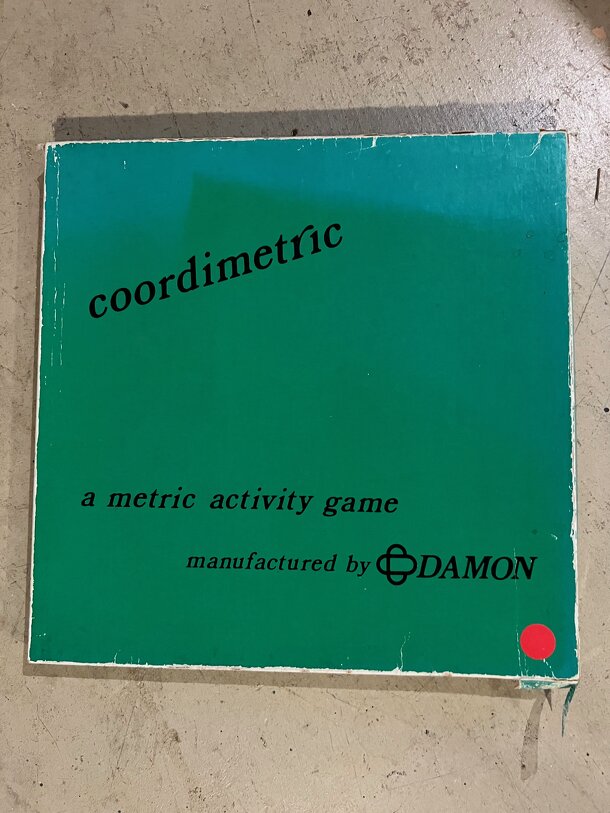 coordimetric
a metric activity game
manufactured by DAMON